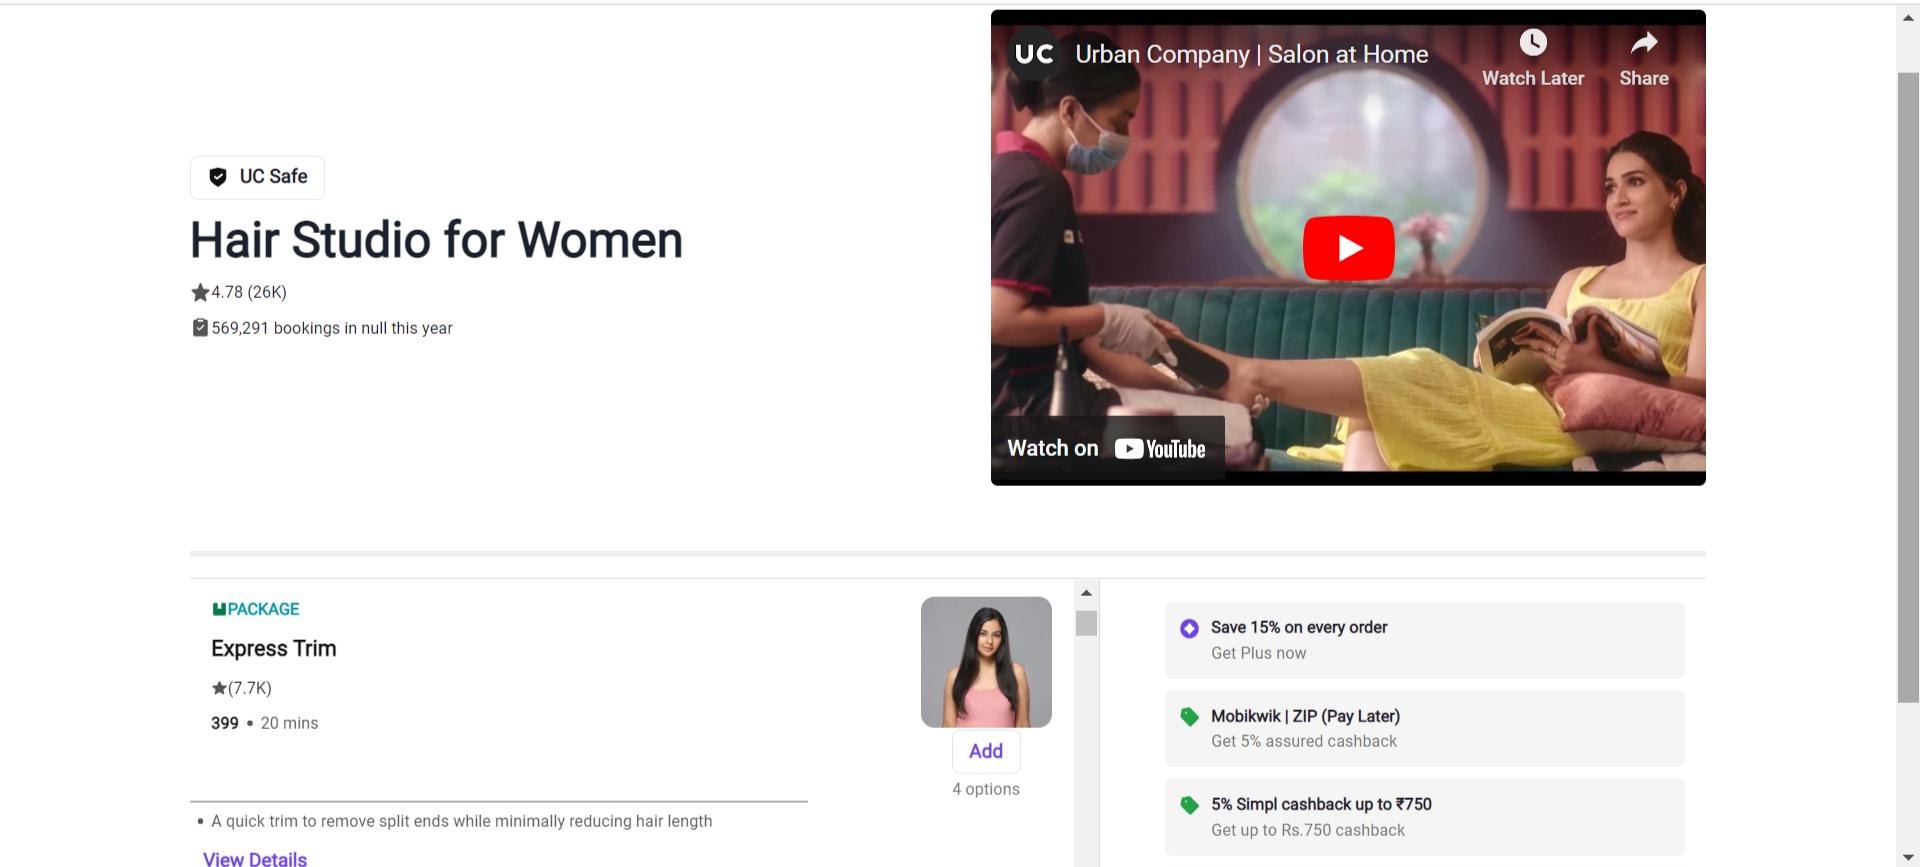 UC Safe
Hair Studio for Women
4.78 (26K)
569,291 bookings in null this year
UC Urban Company | Salon at Home
Watch Later
Share
Watch on YouTube
PACKAGE
Express Trim
(7.7K)
399 • 20 mins
Add
4 options
• A quick trim to remove split ends while minimally reducing hair length
View Details
Save 15% on every order
Get Plus now
Mobikwik | ZIP (Pay Later)
Get 5% assured cashback
5% Simpl cashback up to ₹750
Get up to Rs.750 cashback